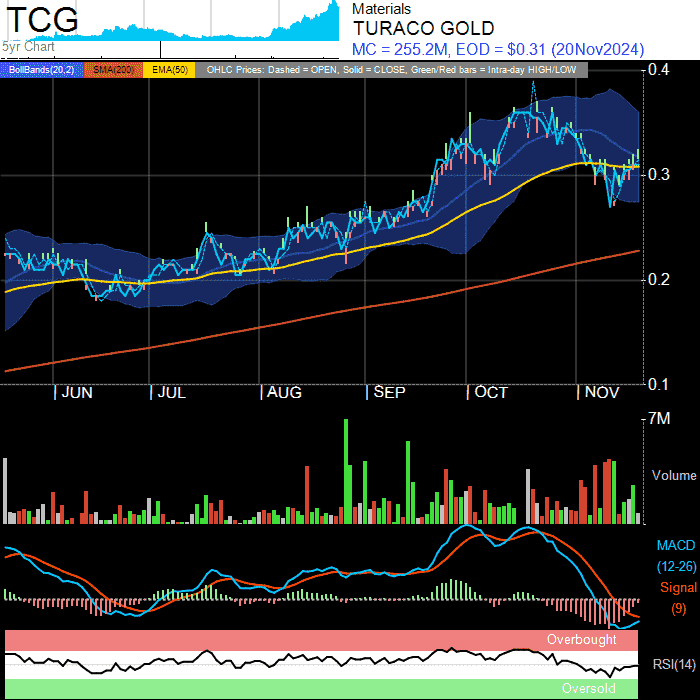 TCG
5yr Chart
Materials
TURACO GOLD
MC = 255.2M, EOD = $0.31 (20Nov2024)
BollBands(20,2) SMA(200) EMA(50) OHLC Prices: Dashed = OPEN, Solid = CLOSE, Green/Red bars = Intra-day HIGH/LOW
0.4
0.3
0.2
0.1
JUN JUL AUG SEP OCT NOV
7M
Volume
MACD
(12-26)
Signal
(9)
Overbought
RSI(14)
Oversold